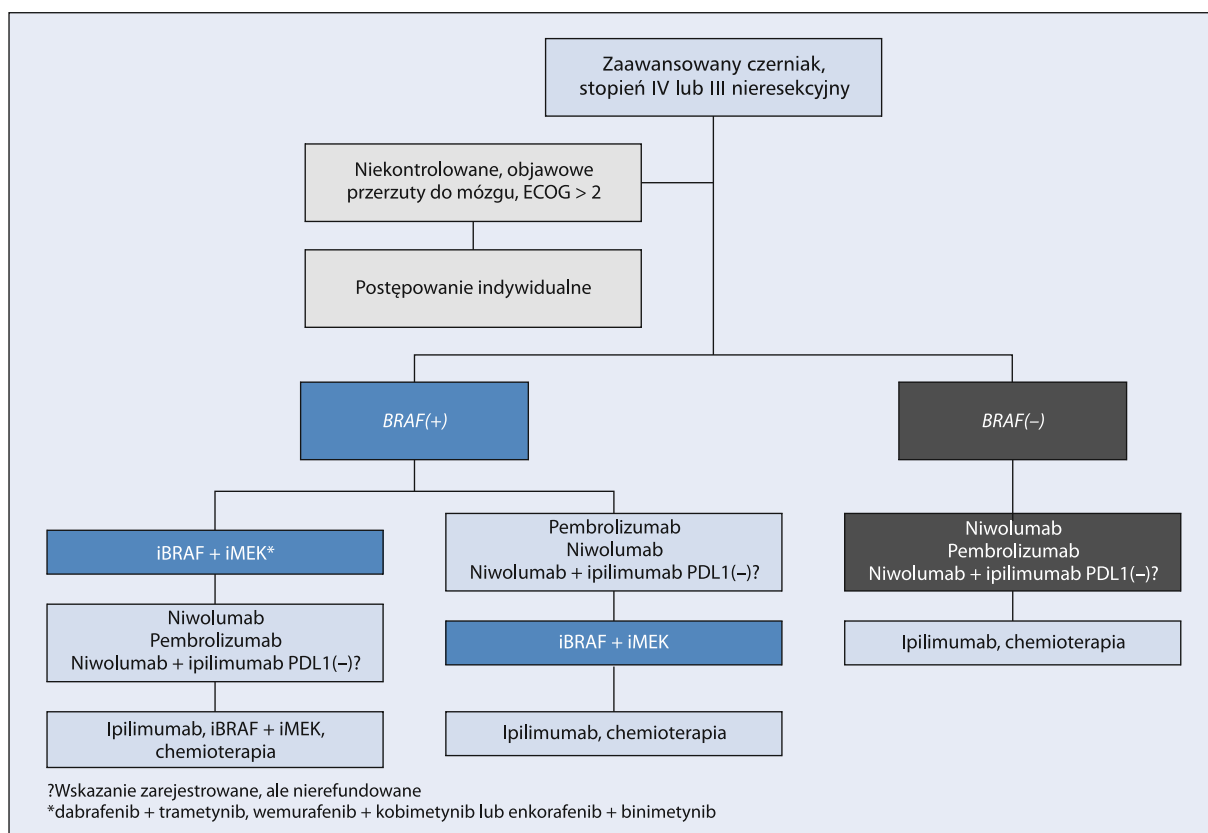 Zaawansowany czerniak,
stopień IV lub III nieresekcyjny
Niekontrolowane, objawowe
przerzuty do mózgu, ECOG > 2
Postępowanie indywidualne
BRAF(+)
BRAF(–)
iBRAF + iMEK*
Niwolumab
Pembrolizumab
Niwolumab + ipilimumab PDL1(–)?
Ipilimumab, iBRAF + iMEK,
chemioterapia
Pembrolizumab
Niwolumab
Niwolumab + ipilimumab PDL1(–)?
iBRAF + iMEK
Ipilimumab, chemioterapia
Niwolumab
Pembrolizumab
Niwolumab + ipilimumab PDL1(–)?
Ipilimumab, chemioterapia
?Wskazanie zarejestrowane, ale nierefundowane
*dabrafenib + trametynib, wemurafenib + kobimetynib lub enkorafenib + binimetynib